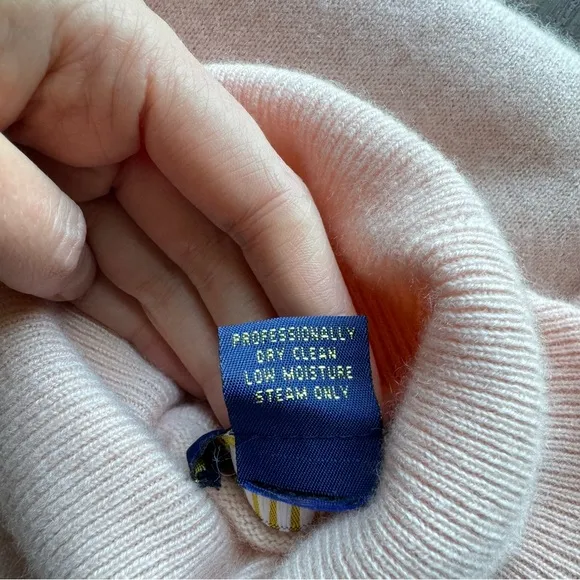 PROFESSIONALLY
DRY CLEAN
LOW MOISTURE
STEAM ONLY